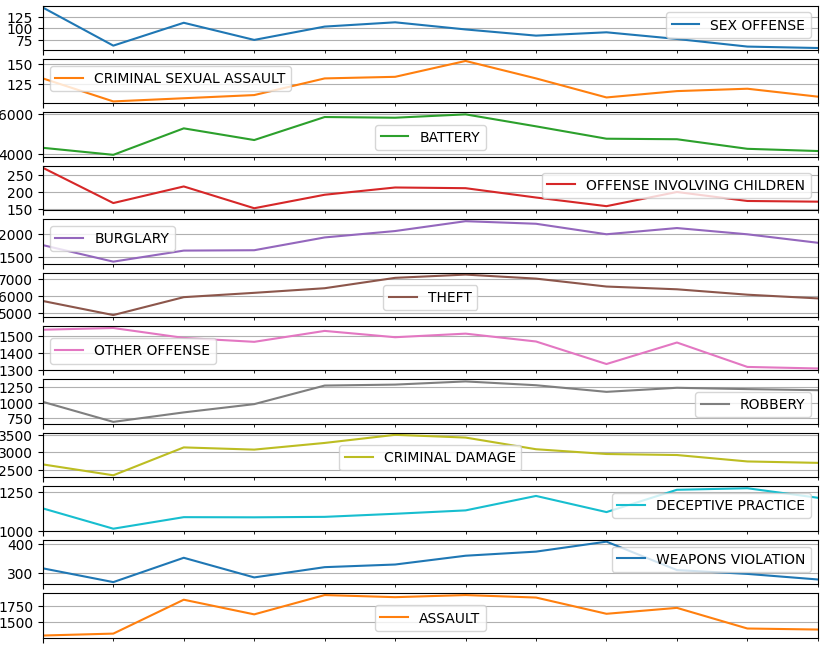 125
100
75
SEX OFFENSE
150
125
CRIMINAL SEXUAL ASSAULT
6000
4000
BATTERY
250
200
150
OFFENSE INVOLVING CHILDREN
2000
1500
BURGLARY
7000
6000
5000
THEFT
1500
1400
1300
OTHER OFFENSE
1250
1000
750
ROBBERY
3500
3000
2500
CRIMINAL DAMAGE
1250
1000
DECEPTIVE PRACTICE
400
300
WEAPONS VIOLATION
1750
1500
ASSAULT